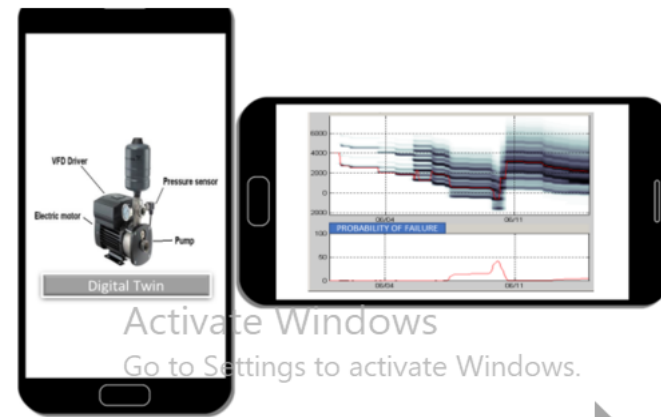 VFD Driver
Pressure sensor
Electric motor
Pump
Digital Twin
6000
4000
2000
0
2000
06/04
06/11
PROBABILITY OF FAILURE
100
50
0
06/04
06/11
Activate Windows
Go to Settings to activate Windows.